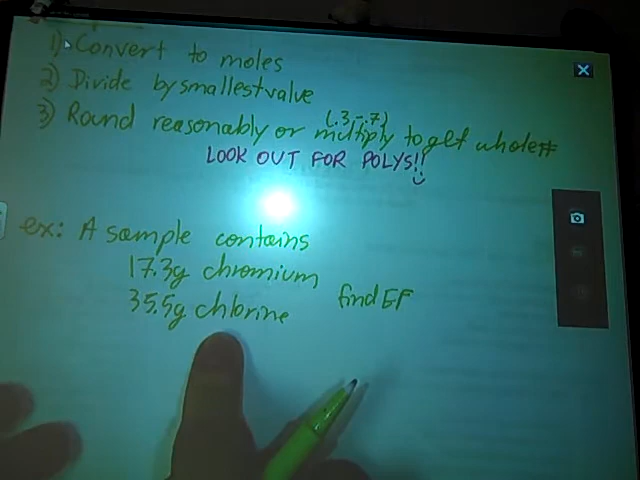 1) Convert to moles
2) Divide by smallest value
3) Round reasonably or multiply to get whole #
(.3-.7)
LOOK OUT FOR POLYS!!
ex: A sample contains
17.3g chromium
35.5g chlorine find EF